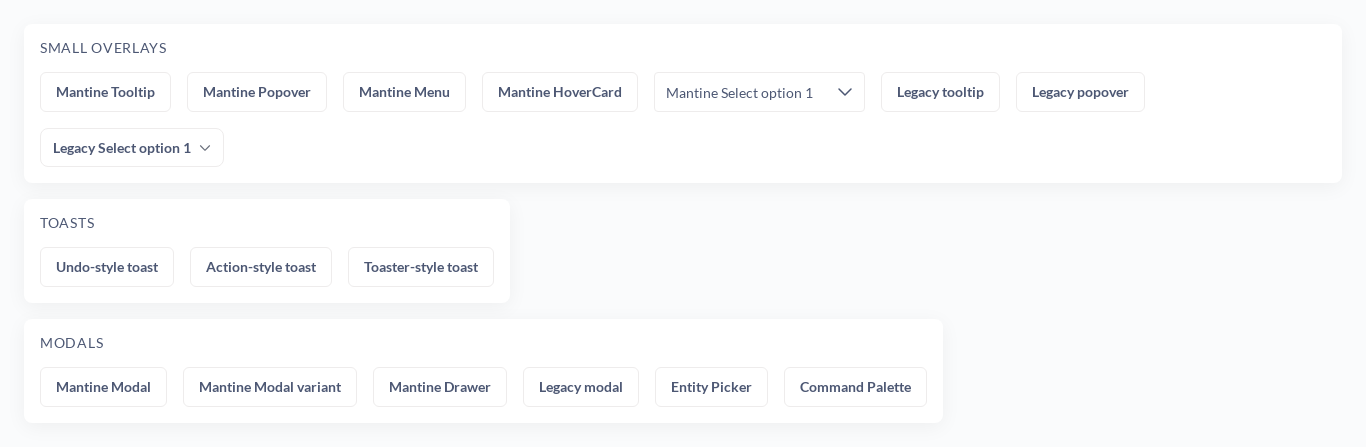 SMALL OVERLAYS
Mantine Tooltip Mantine Popover Mantine Menu Mantine HoverCard Mantine Select option 1 Legacy tooltip Legacy popover
Legacy Select option 1
TOASTS
Undo-style toast Action-style toast Toaster-style toast
MODALS
Mantine Modal Mantine Modal variant Mantine Drawer Legacy modal Entity Picker Command Palette